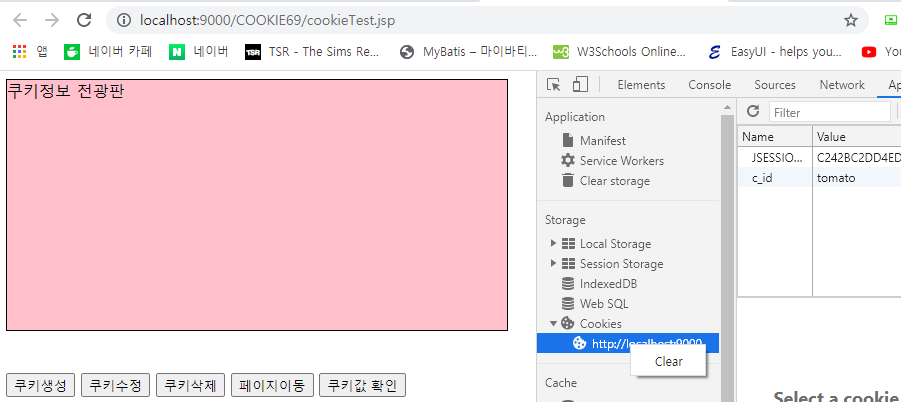 localhost:9000/COOKIE69/cookieTest.jsp
앱 네이버 카페 네이버 TSR - The Sims Re... MyBatis – 마이바티... W3Schools Online... EasyUI - helps you... You
쿠키정보 전광판
쿠키생성 쿠키수정 쿠키삭제 페이지이동 쿠키값 확인
Elements Console Sources Network Ap
Application
Manifest
Service Workers
Clear storage
Storage
Local Storage
Session Storage
IndexedDB
Web SQL
Cookies
http://localhost:9000
Clear
Cache
Filter
Name Value
JSESSIO... C242BC2DD4ED
c_id tomato
Select a cookie